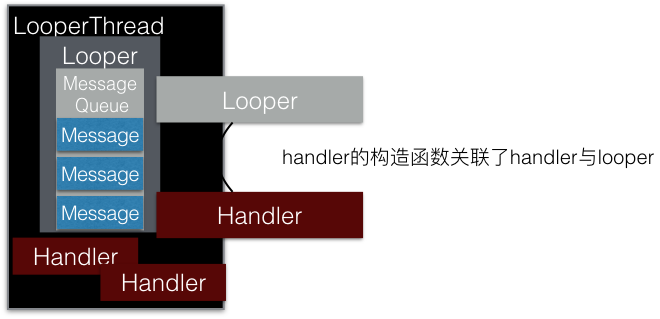 LooperThread
Looper
Message
Queue
Message
Message
Message
Looper
handler的构造函数关联了handler与looper
Handler
Handler
Handler